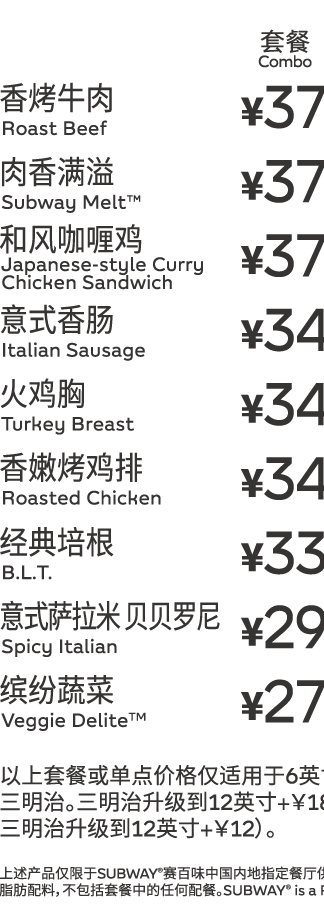 套餐
Combo
香烤牛肉
Roast Beef
¥37
肉香满溢
Subway Melt™
¥37
和风咖喱鸡
Japanese-style Curry
Chicken Sandwich
¥37
意式香肠
Italian Sausage
¥34
火鸡胸
Turkey Breast
¥34
香嫩烤鸡排
Roasted Chicken
¥34
经典培根
B.L.T.
¥33
意式萨拉米 贝贝罗尼
Spicy Italian
¥29
缤纷蔬菜
Veggie Delite™
¥27
以上套餐或单点价格仅适用于6英
三明治。三明治升级到12英寸+¥18
三明治升级到12英寸+¥12）。
上述产品仅限于SUBWAY®赛百味中国内地指定餐厅
脂肪配料，不包括套餐中的任何配餐。SUBWAY® is a